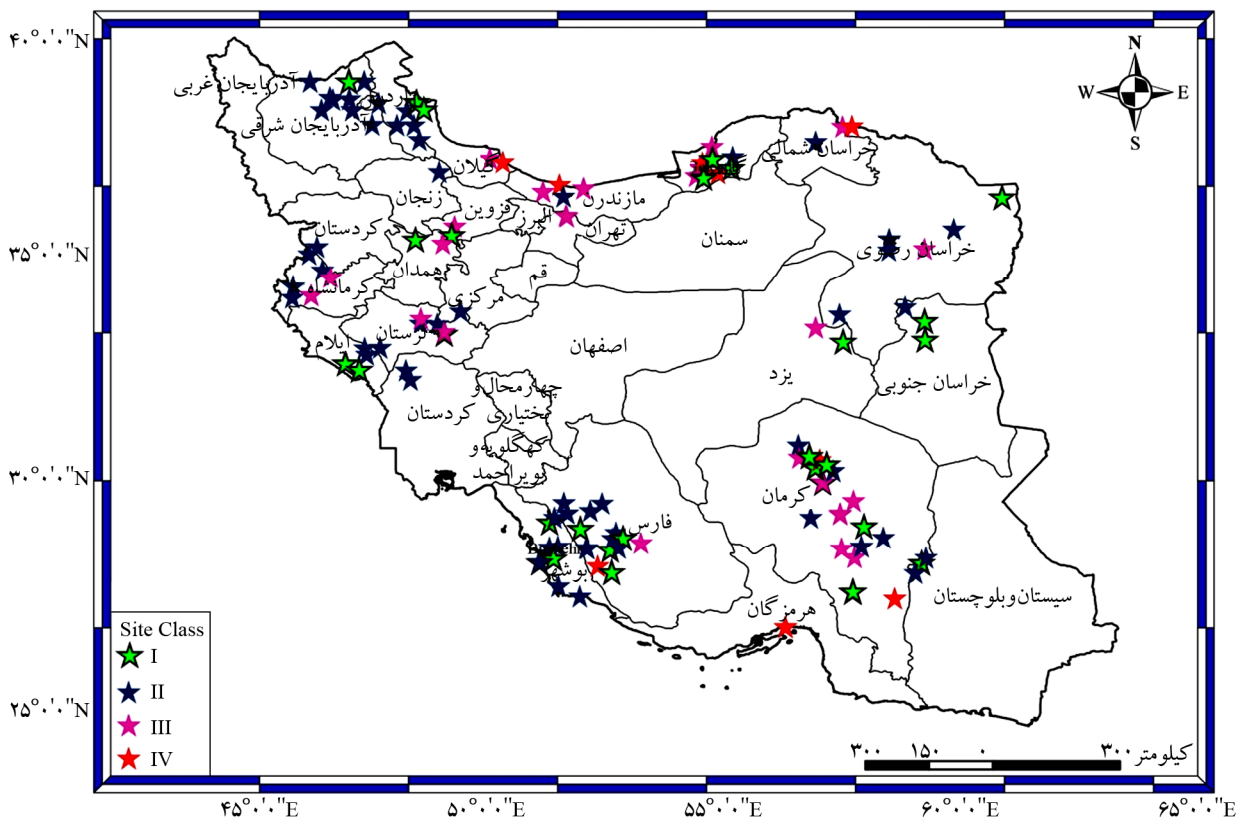 ۴۰°۰'۰"N
N
W
E
S
آذربایجان غربی
آذربایجان شرقی
خراسان شمالی
گیلان
مازندرن
زنجان
قزوین
البرز
تهران
کردستان
سمنان
۳۵°۰'۰"N
خراسان رضوی
همدان
قم
کرمانشاه
مرکزی
لرستان
ایلام
اصفهان
یزد
خراسان جنوبی
چهارمحال و
بختیاری
کردستان
کهگلویه و
بویراحمد
۳۰°۰'۰"N
کرمان
فارس
بوشهر
هرمزگان
سیستان و بلوچستان
Site Class
I
II
III
IV
۲۵°۰'۰"N
۳۰۰ ۱۵۰ ۰ ۳۰۰ کیلومتر
۴۵°۰'۰"E ۵۰°۰'۰"E ۵۵°۰'۰"E ۶۰°۰'۰"E ۶۵°۰'۰"E